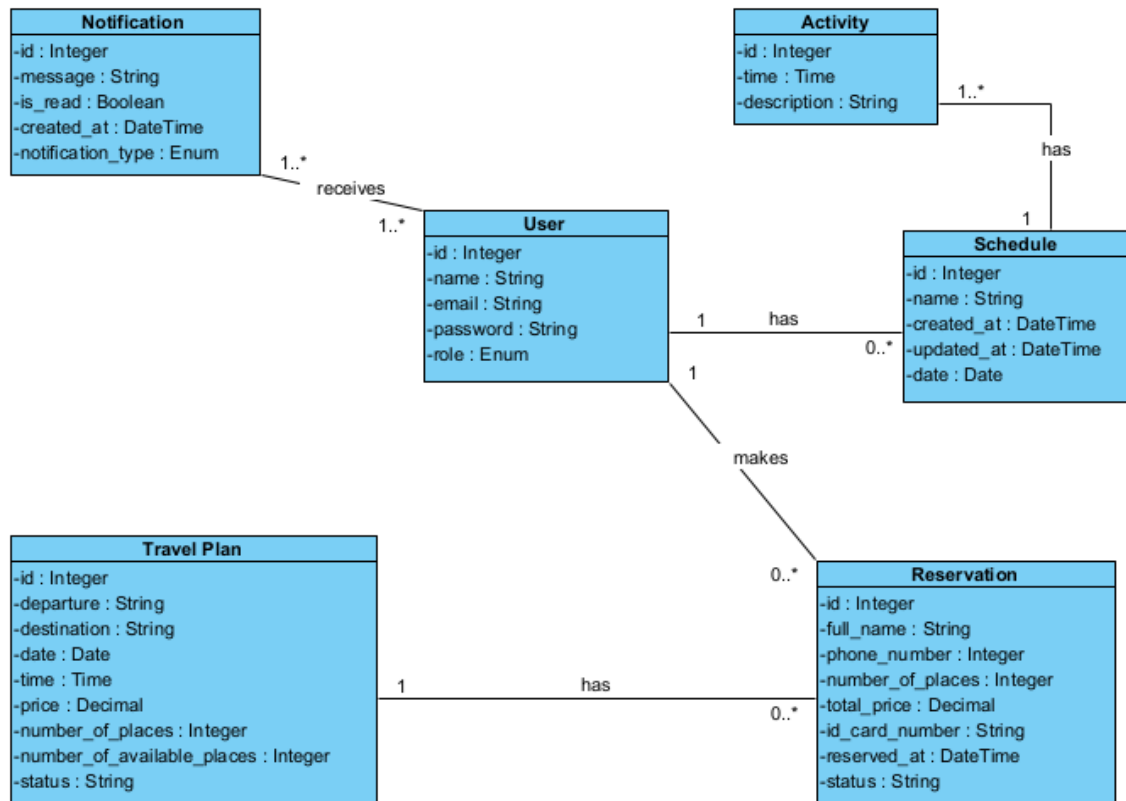 Notification
-id : Integer
-message : String
-is_read : Boolean
-created_at : DateTime
-notification_type : Enum
Activity
-id : Integer
-time : Time
-description : String
1..*
has
1
1..*
receives
1..*
User
-id : Integer
-name : String
-email : String
-password : String
-role : Enum
1
has
0..*
Schedule
-id : Integer
-name : String
-created_at : DateTime
-updated_at : DateTime
-date : Date
1
makes
0..*
Travel Plan
-id : Integer
-departure : String
-destination : String
-date : Date
-time : Time
-price : Decimal
-number_of_places : Integer
-number_of_available_places : Integer
-status : String
1
has
0..*
Reservation
-id : Integer
-full_name : String
-phone_number : Integer
-number_of_places : Integer
-total_price : Decimal
-id_card_number : String
-reserved_at : DateTime
-status : String